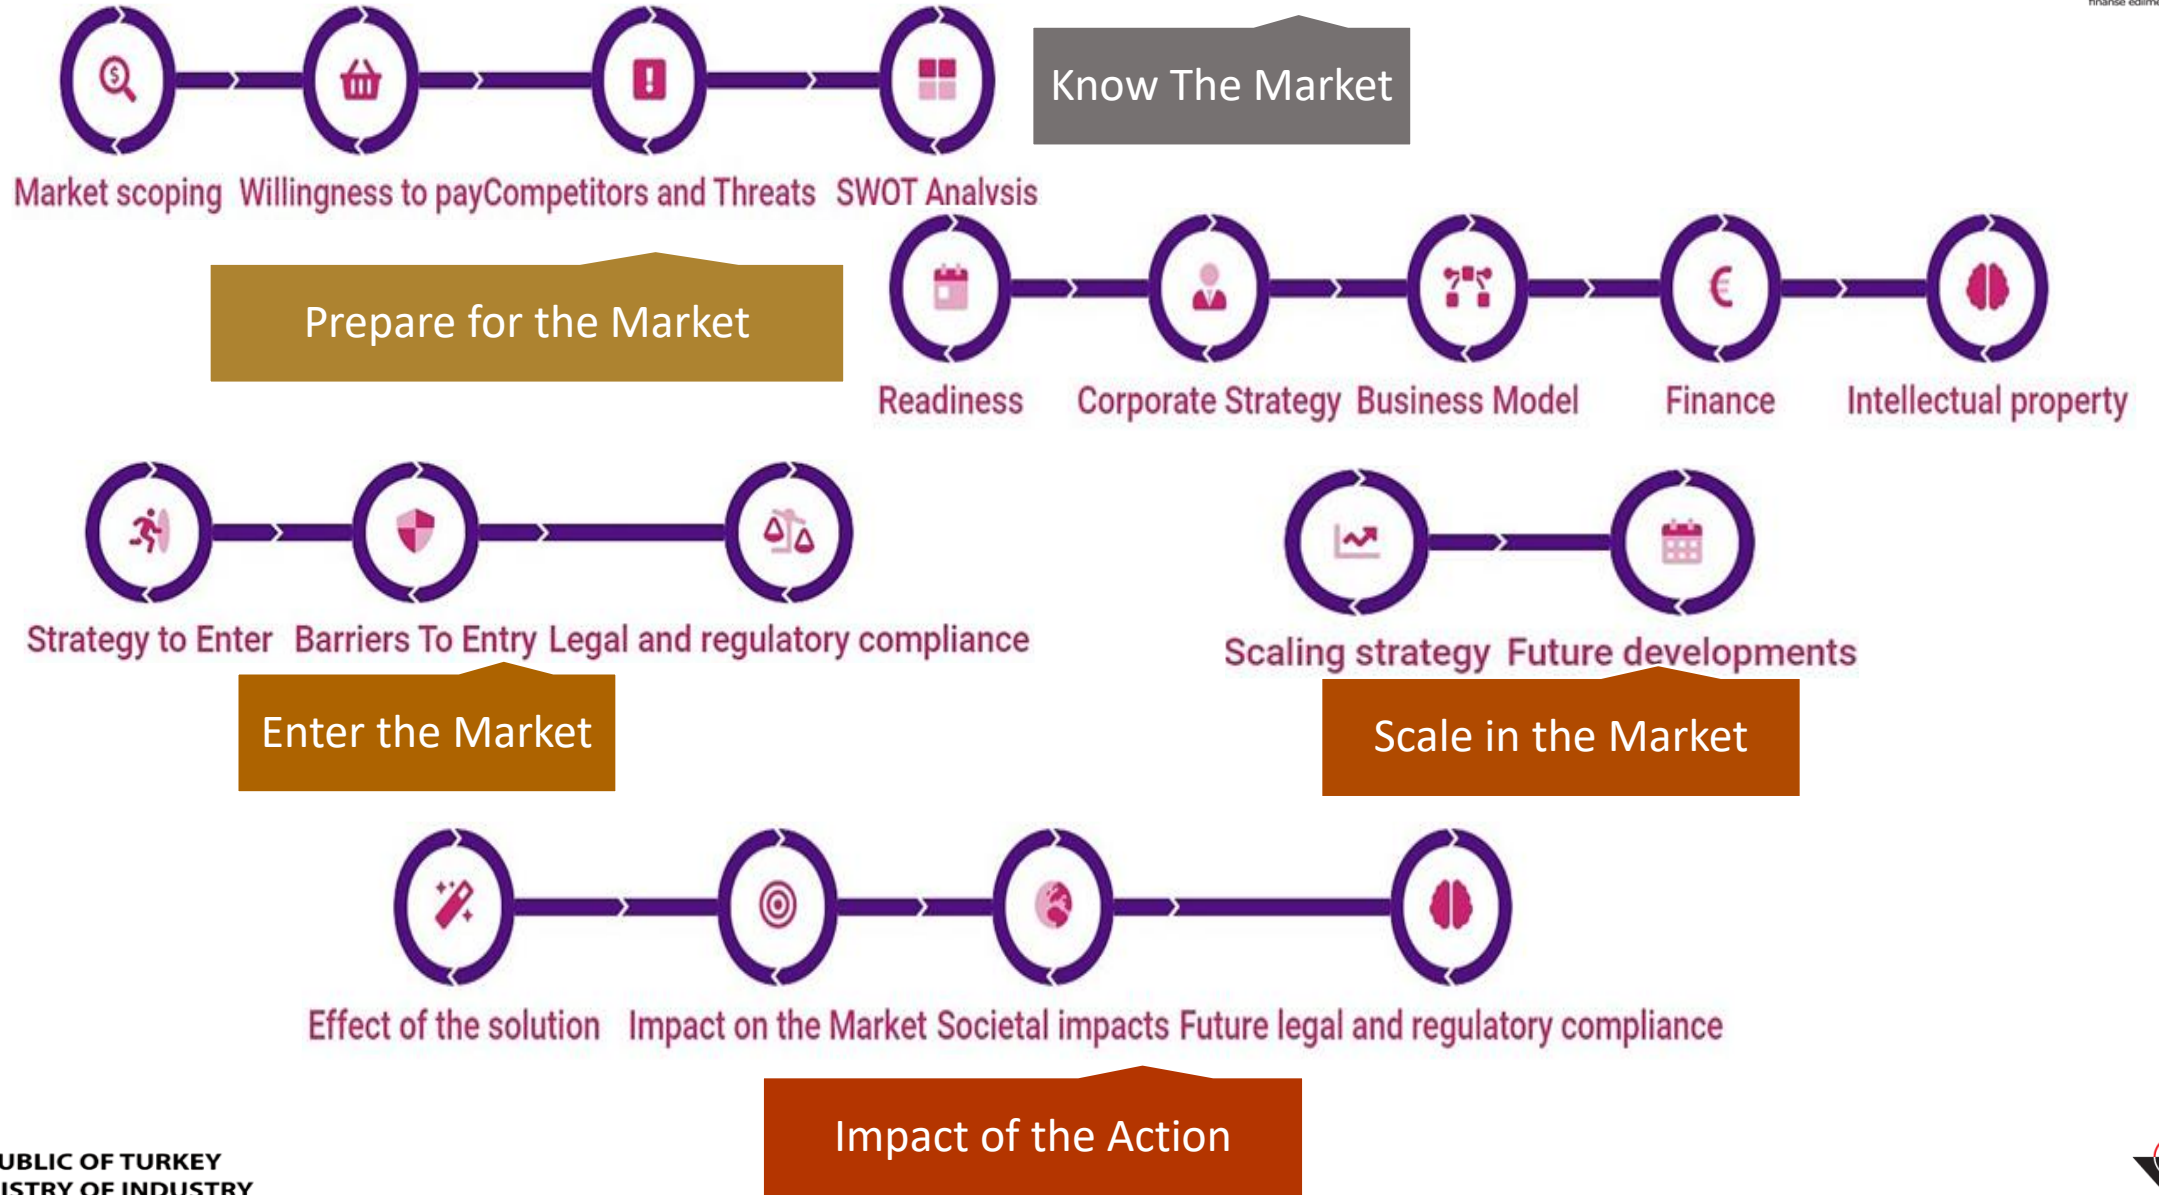 finanse edilme
Know The Market
Market scoping
Willingness to pay
Competitors and Threats
SWOT Analysis
Prepare for the Market
Readiness
Corporate Strategy
Business Model
Finance
Intellectual property
Strategy to Enter
Barriers To Entry
Legal and regulatory compliance
Enter the Market
Scaling strategy
Future developments
Scale in the Market
Effect of the solution
Impact on the Market
Societal impacts
Future legal and regulatory compliance
Impact of the Action
UBLIC OF TURKEY
ISTRY OF INDUSTRY